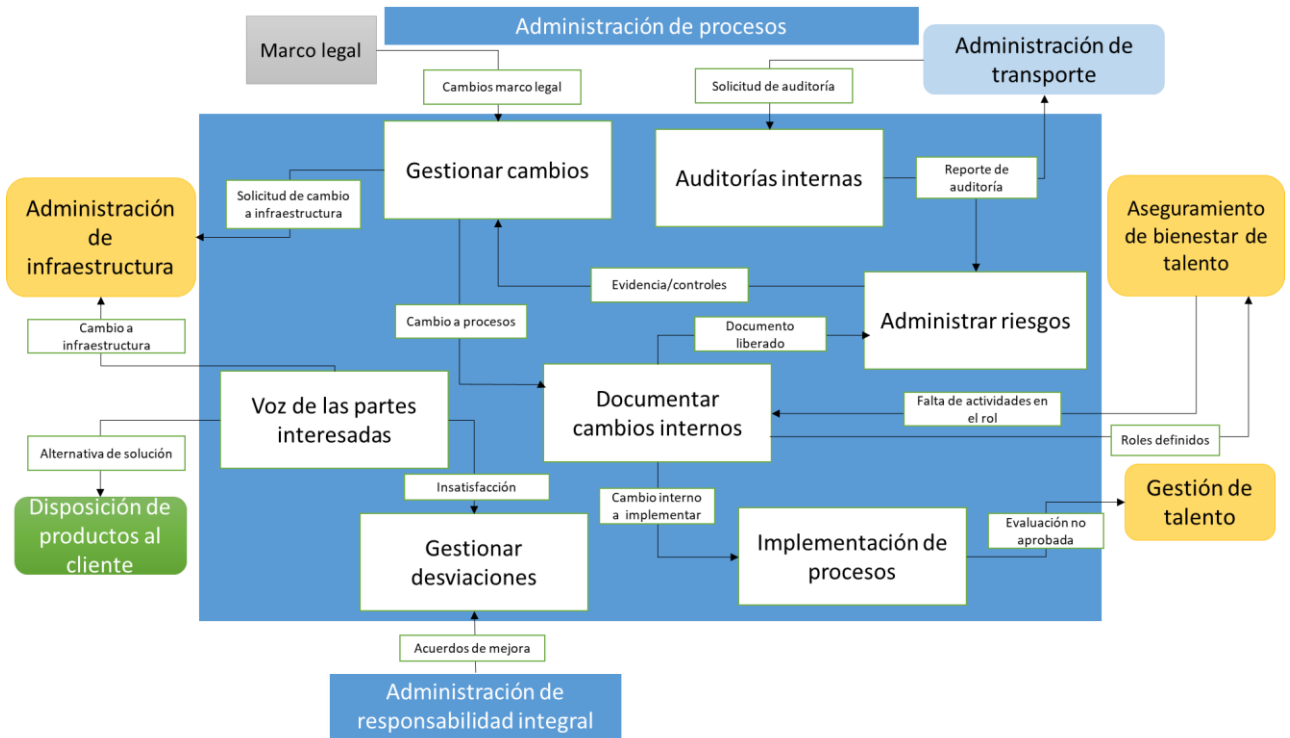 Administración de procesos
Marco legal
Administración de
transporte
Cambios marco legal
Solicitud de auditoría
Gestionar cambios
Auditorías internas
Reporte de
auditoría
Solicitud de cambio
a infraestructura
Administración
de
infraestructura
Aseguramiento
de bienestar de
talento
Evidencia/controles
Administrar riesgos
Cambio a procesos
Documento
liberado
Cambio a
infraestructura
Voz de las partes
interesadas
Documentar
cambios internos
Falta de actividades en
el rol
Roles definidos
Alternativa de solución
Insatisfacción
Cambio interno
a implementar
Gestión de
talento
Disposición de
productos al
cliente
Gestionar
desviaciones
Implementación de
procesos
Evaluación no
aprobada
Acuerdos de mejora
Administración de
responsabilidad integral